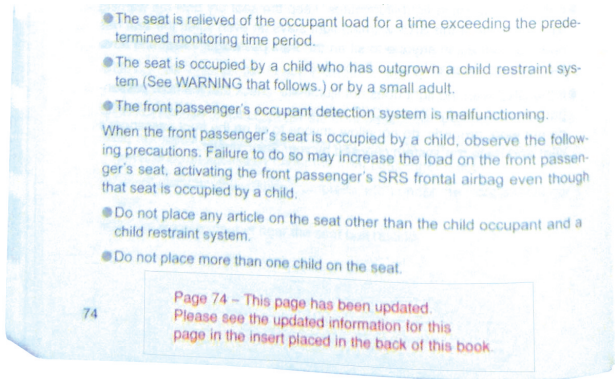 ●The seat is relieved of the occupant load for a time exceeding the prede-
termined monitoring time period.
●The seat is occupied by a child who has outgrown a child restraint sys-
tem (See WARNING that follows.) or by a small adult.
●The front passenger's occupant detection system is malfunctioning.
When the front passenger's seat is occupied by a child, observe the follow-
ing precautions. Failure to do so may increase the load on the front passen-
ger's seat, activating the front passenger's SRS frontal airbag even though
that seat is occupied by a child.
●Do not place any article on the seat other than the child occupant and a
child restraint system.
●Do not place more than one child on the seat.
74
Page 74 – This page has been updated.
Please see the updated information for this
page in the insert placed in the back of this book.